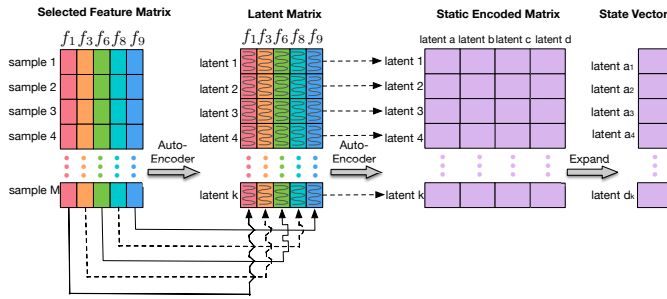 Selected Feature Matrix
Latent Matrix
Static Encoded Matrix
State Vector
f1 f3 f6 f8 f9
f1 f3 f6 f8 f9
latent a latent b latent c latent d
sample 1
sample 2
sample 3
sample 4
sample M
Auto-
Encoder
latent 1
latent 2
latent 3
latent 4
latent k
Auto-
Encoder
latent 1
latent 2
latent 3
latent 4
latent k
Expand
latent a1
latent a2
latent a3
latent a4
latent dk